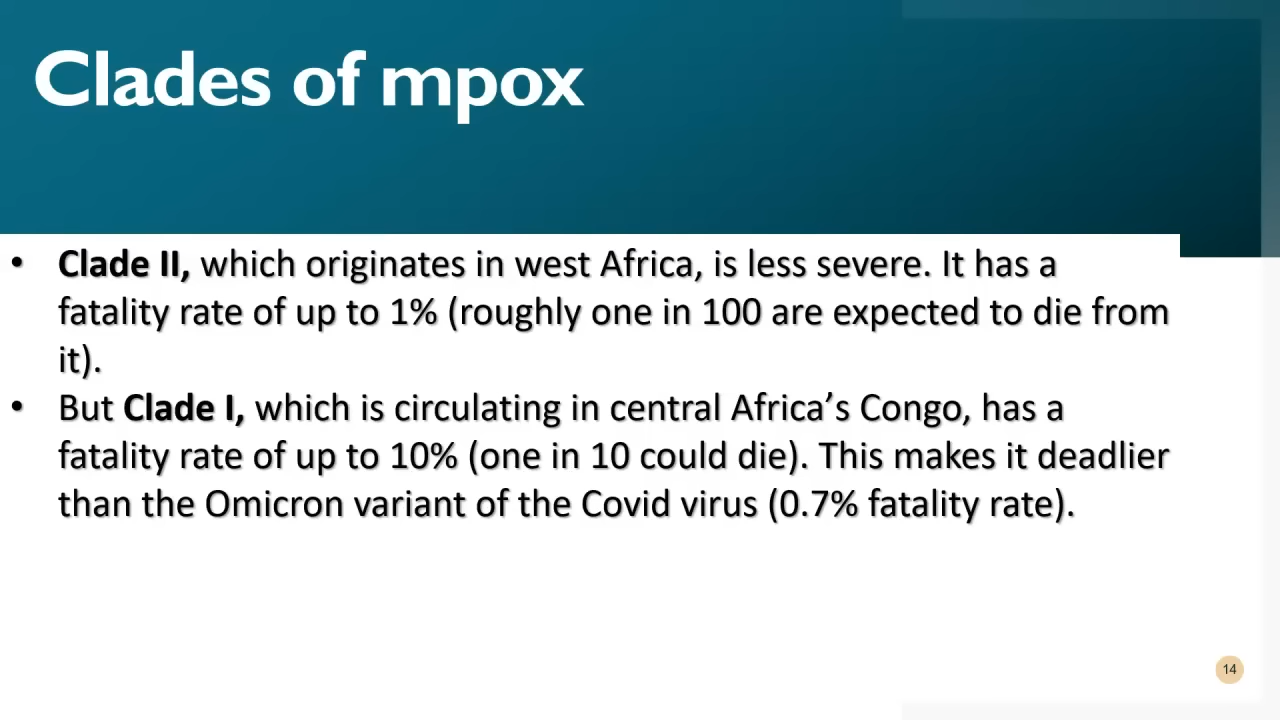 Clades of mpox
• Clade II, which originates in west Africa, is less severe. It has a
fatality rate of up to 1% (roughly one in 100 are expected to die from
it).
• But Clade I, which is circulating in central Africa’s Congo, has a
fatality rate of up to 10% (one in 10 could die). This makes it deadlier
than the Omicron variant of the Covid virus (0.7% fatality rate).
14